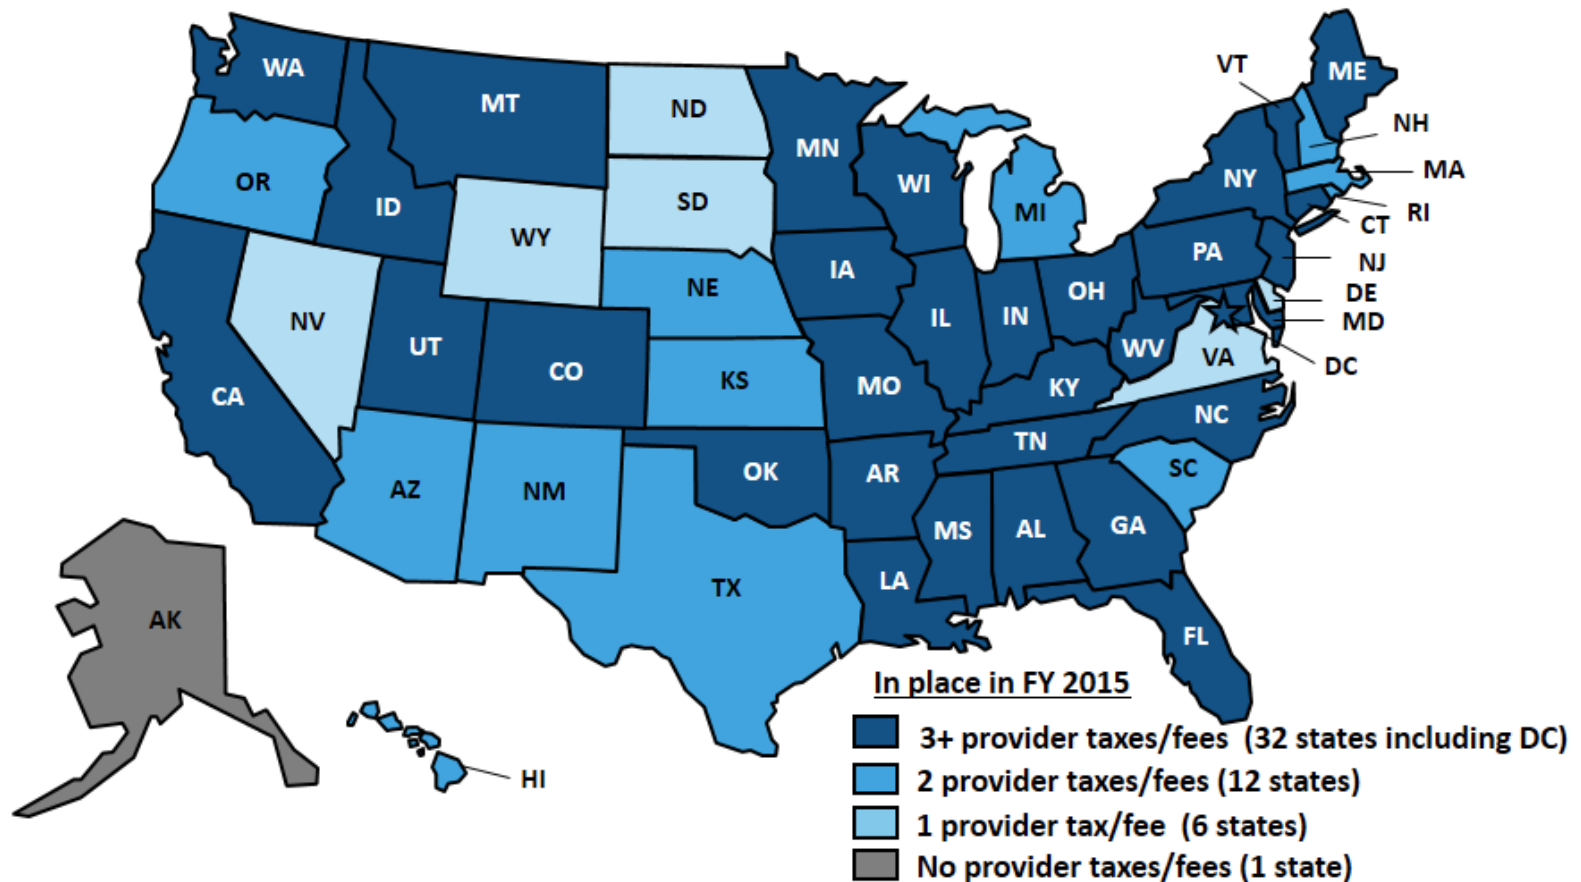 WA
MT
ND
MN
VT
ME
NH
OR
ID
SD
WI
MI
NY
MA
RI
CT
WY
IA
PA
NJ
NE
OH
DE
MD
NV
UT
CO
IL
IN
WV
VA
DC
CA
KS
MO
KY
NC
TN
AZ
NM
OK
AR
SC
MS
AL
GA
TX
LA
AK
FL
HI
In place in FY 2015
3+ provider taxes/fees (32 states including DC)
2 provider taxes/fees (12 states)
1 provider tax/fee (6 states)
No provider taxes/fees (1 state)